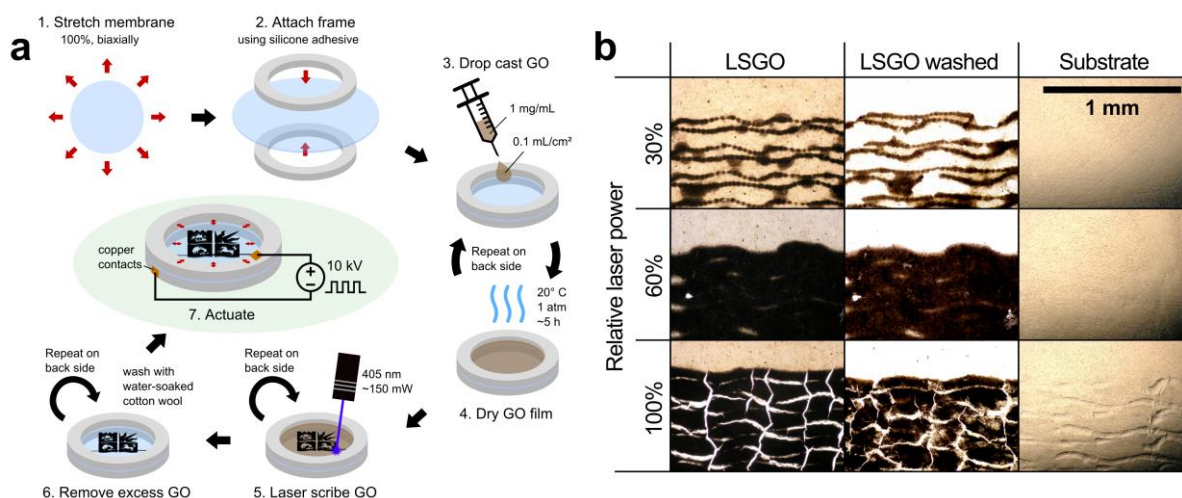 a
1. Stretch membrane
100%, biaxially
2. Attach frame
using silicone adhesive
3. Drop cast GO
1 mg/mL
0.1 mL/cm²
Repeat on
back side
20° C
1 atm
~5 h
4. Dry GO film
405 nm
~150 mW
Repeat on
back side
5. Laser scribe GO
Repeat on
back side
wash with
water-soaked
cotton wool
6. Remove excess GO
copper
contacts
10 kV
7. Actuate
b
LSGO
LSGO washed
Substrate
1 mm
Relative laser power
30%
60%
100%